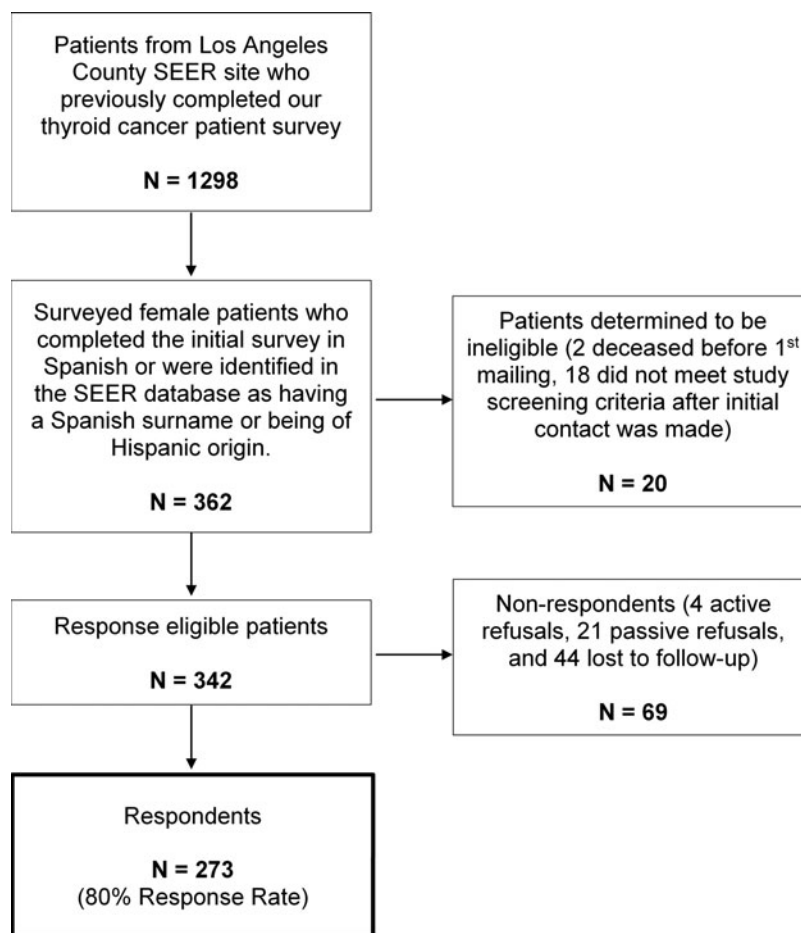 Patients from Los Angeles
County SEER site who
previously completed our
thyroid cancer patient survey
N = 1298
Surveyed female patients who
completed the initial survey in
Spanish or were identified in
the SEER database as having
a Spanish surname or being of
Hispanic origin.
N = 362
Patients determined to be
ineligible (2 deceased before 1st
mailing, 18 did not meet study
screening criteria after initial
contact was made)
N = 20
Response eligible patients
N = 342
Non-respondents (4 active
refusals, 21 passive refusals,
and 44 lost to follow-up)
N = 69
Respondents
N = 273
(80% Response Rate)